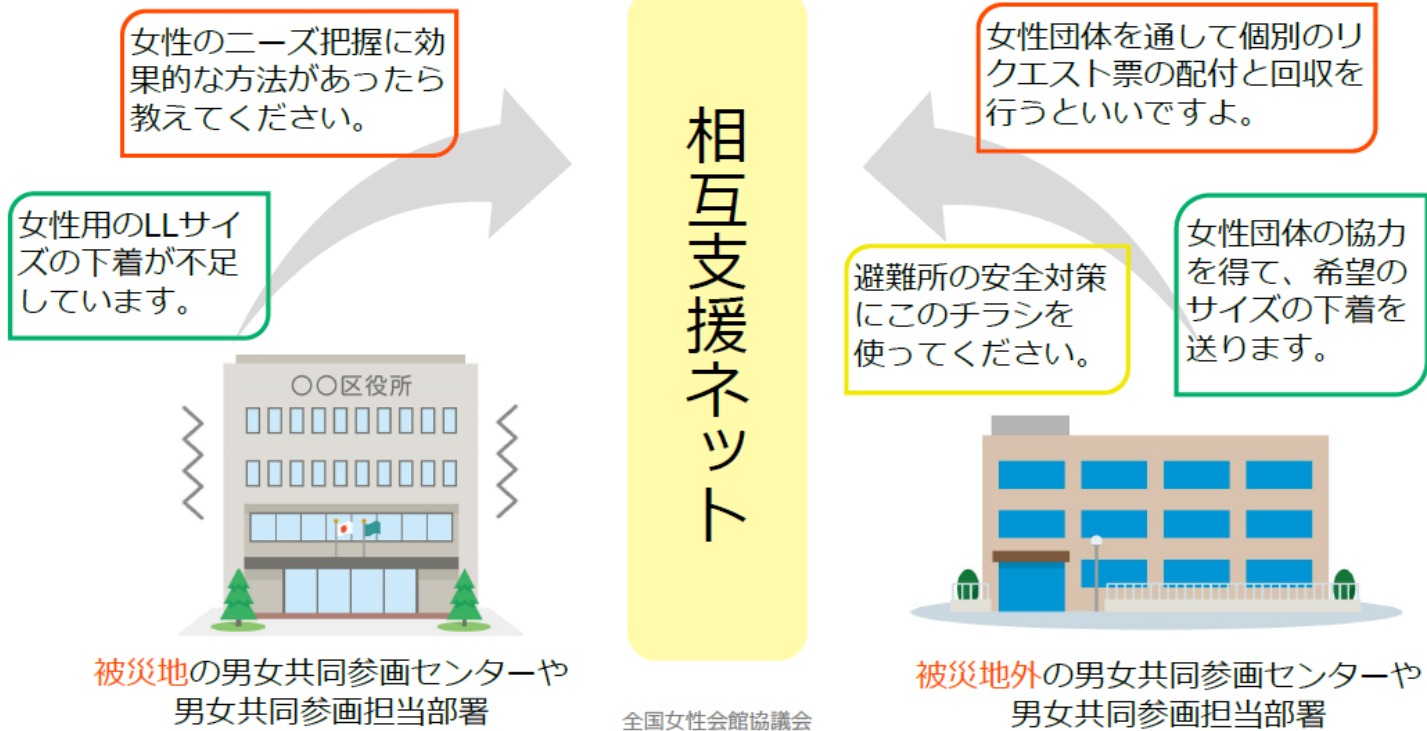 女性のニーズ把握に効
果的な方法があったら
教えてください。
女性用のLLサイ
ズの下着が不足
しています。
〇〇区役所
被災地の男女共同参画センターや
男女共同参画担当部署
相互支援ネット
全国女性会館協議会
女性団体を通して個別のリ
クエスト票の配付と回収を
行うといいですよ。
避難所の安全対策
にこのチラシを
使ってください。
女性団体の協力
を得て、希望の
サイズの下着を
送ります。
被災地外の男女共同参画センターや
男女共同参画担当部署